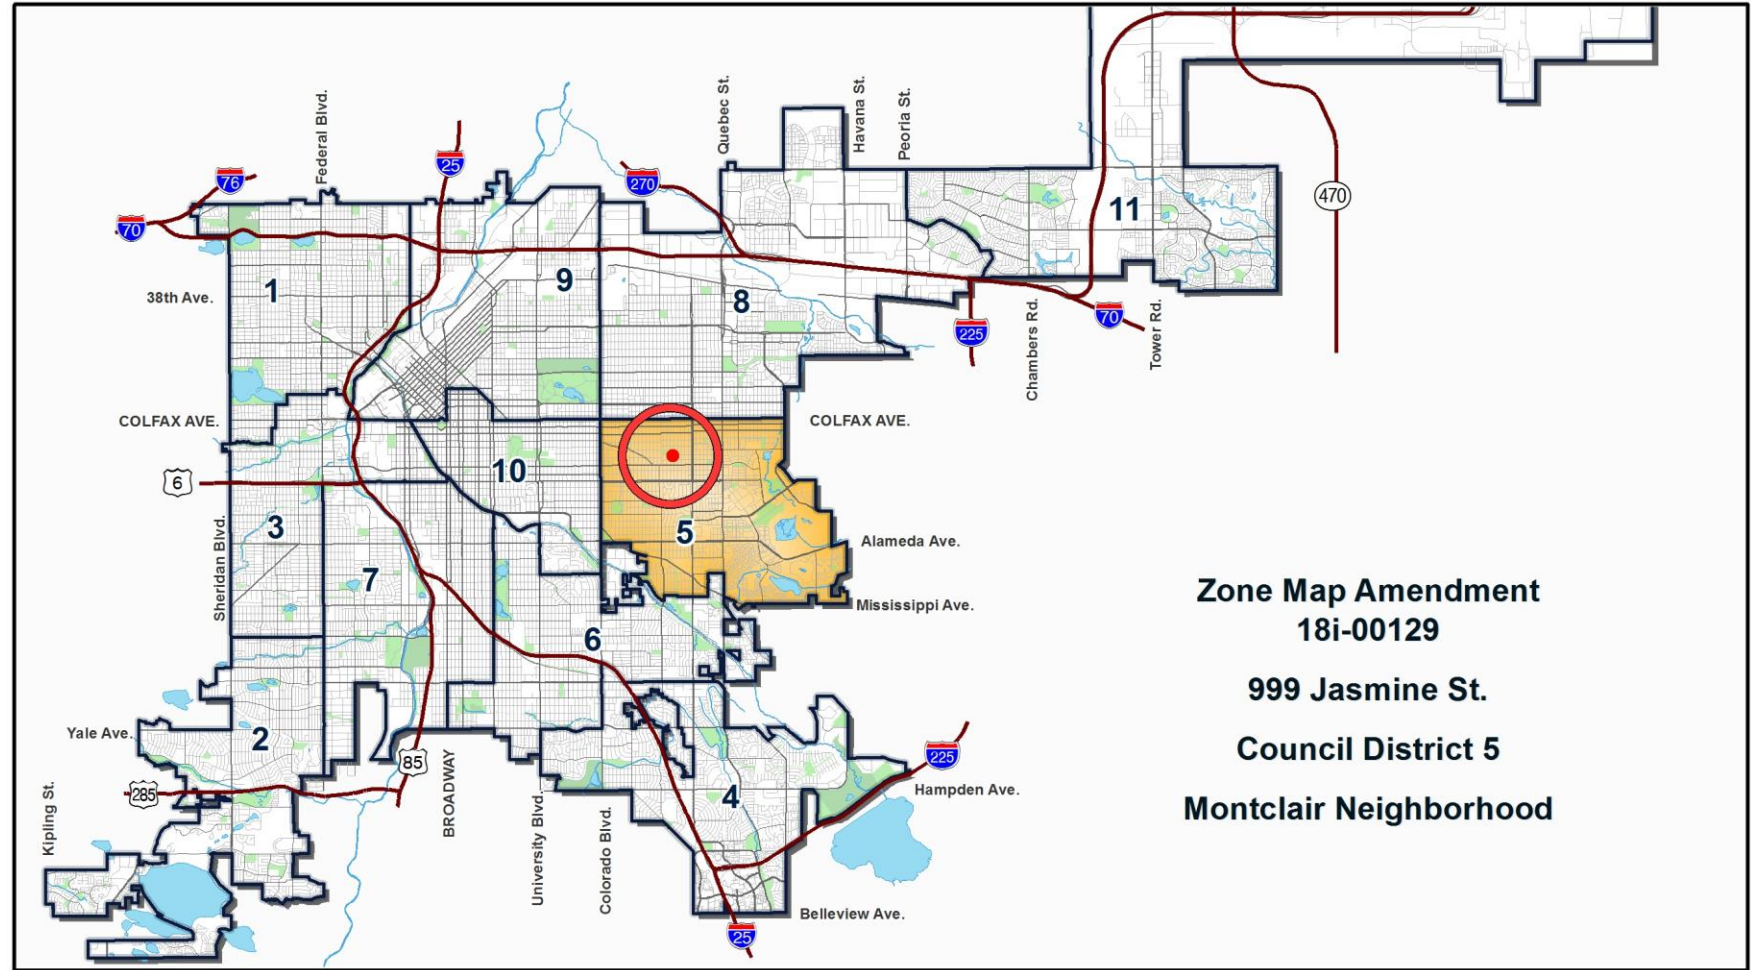 Federal Blvd.
Quebec St.
Havana St.
Peoria St.
76
25
270
70
470
11
1
9
8
38th Ave.
225
Chambers Rd.
70
Tower Rd.
COLFAX AVE.
COLFAX AVE.
10
6
3
5
Sheridan Blvd.
Alameda Ave.
7
Mississippi Ave.
6
Zone Map Amendment
18i-00129
999 Jasmine St.
Council District 5
Montclair Neighborhood
Yale Ave.
2
85
BROADWAY
225
285
Kipling St.
Hampden Ave.
4
University Blvd.
Colorado Blvd.
Belleview Ave.
25